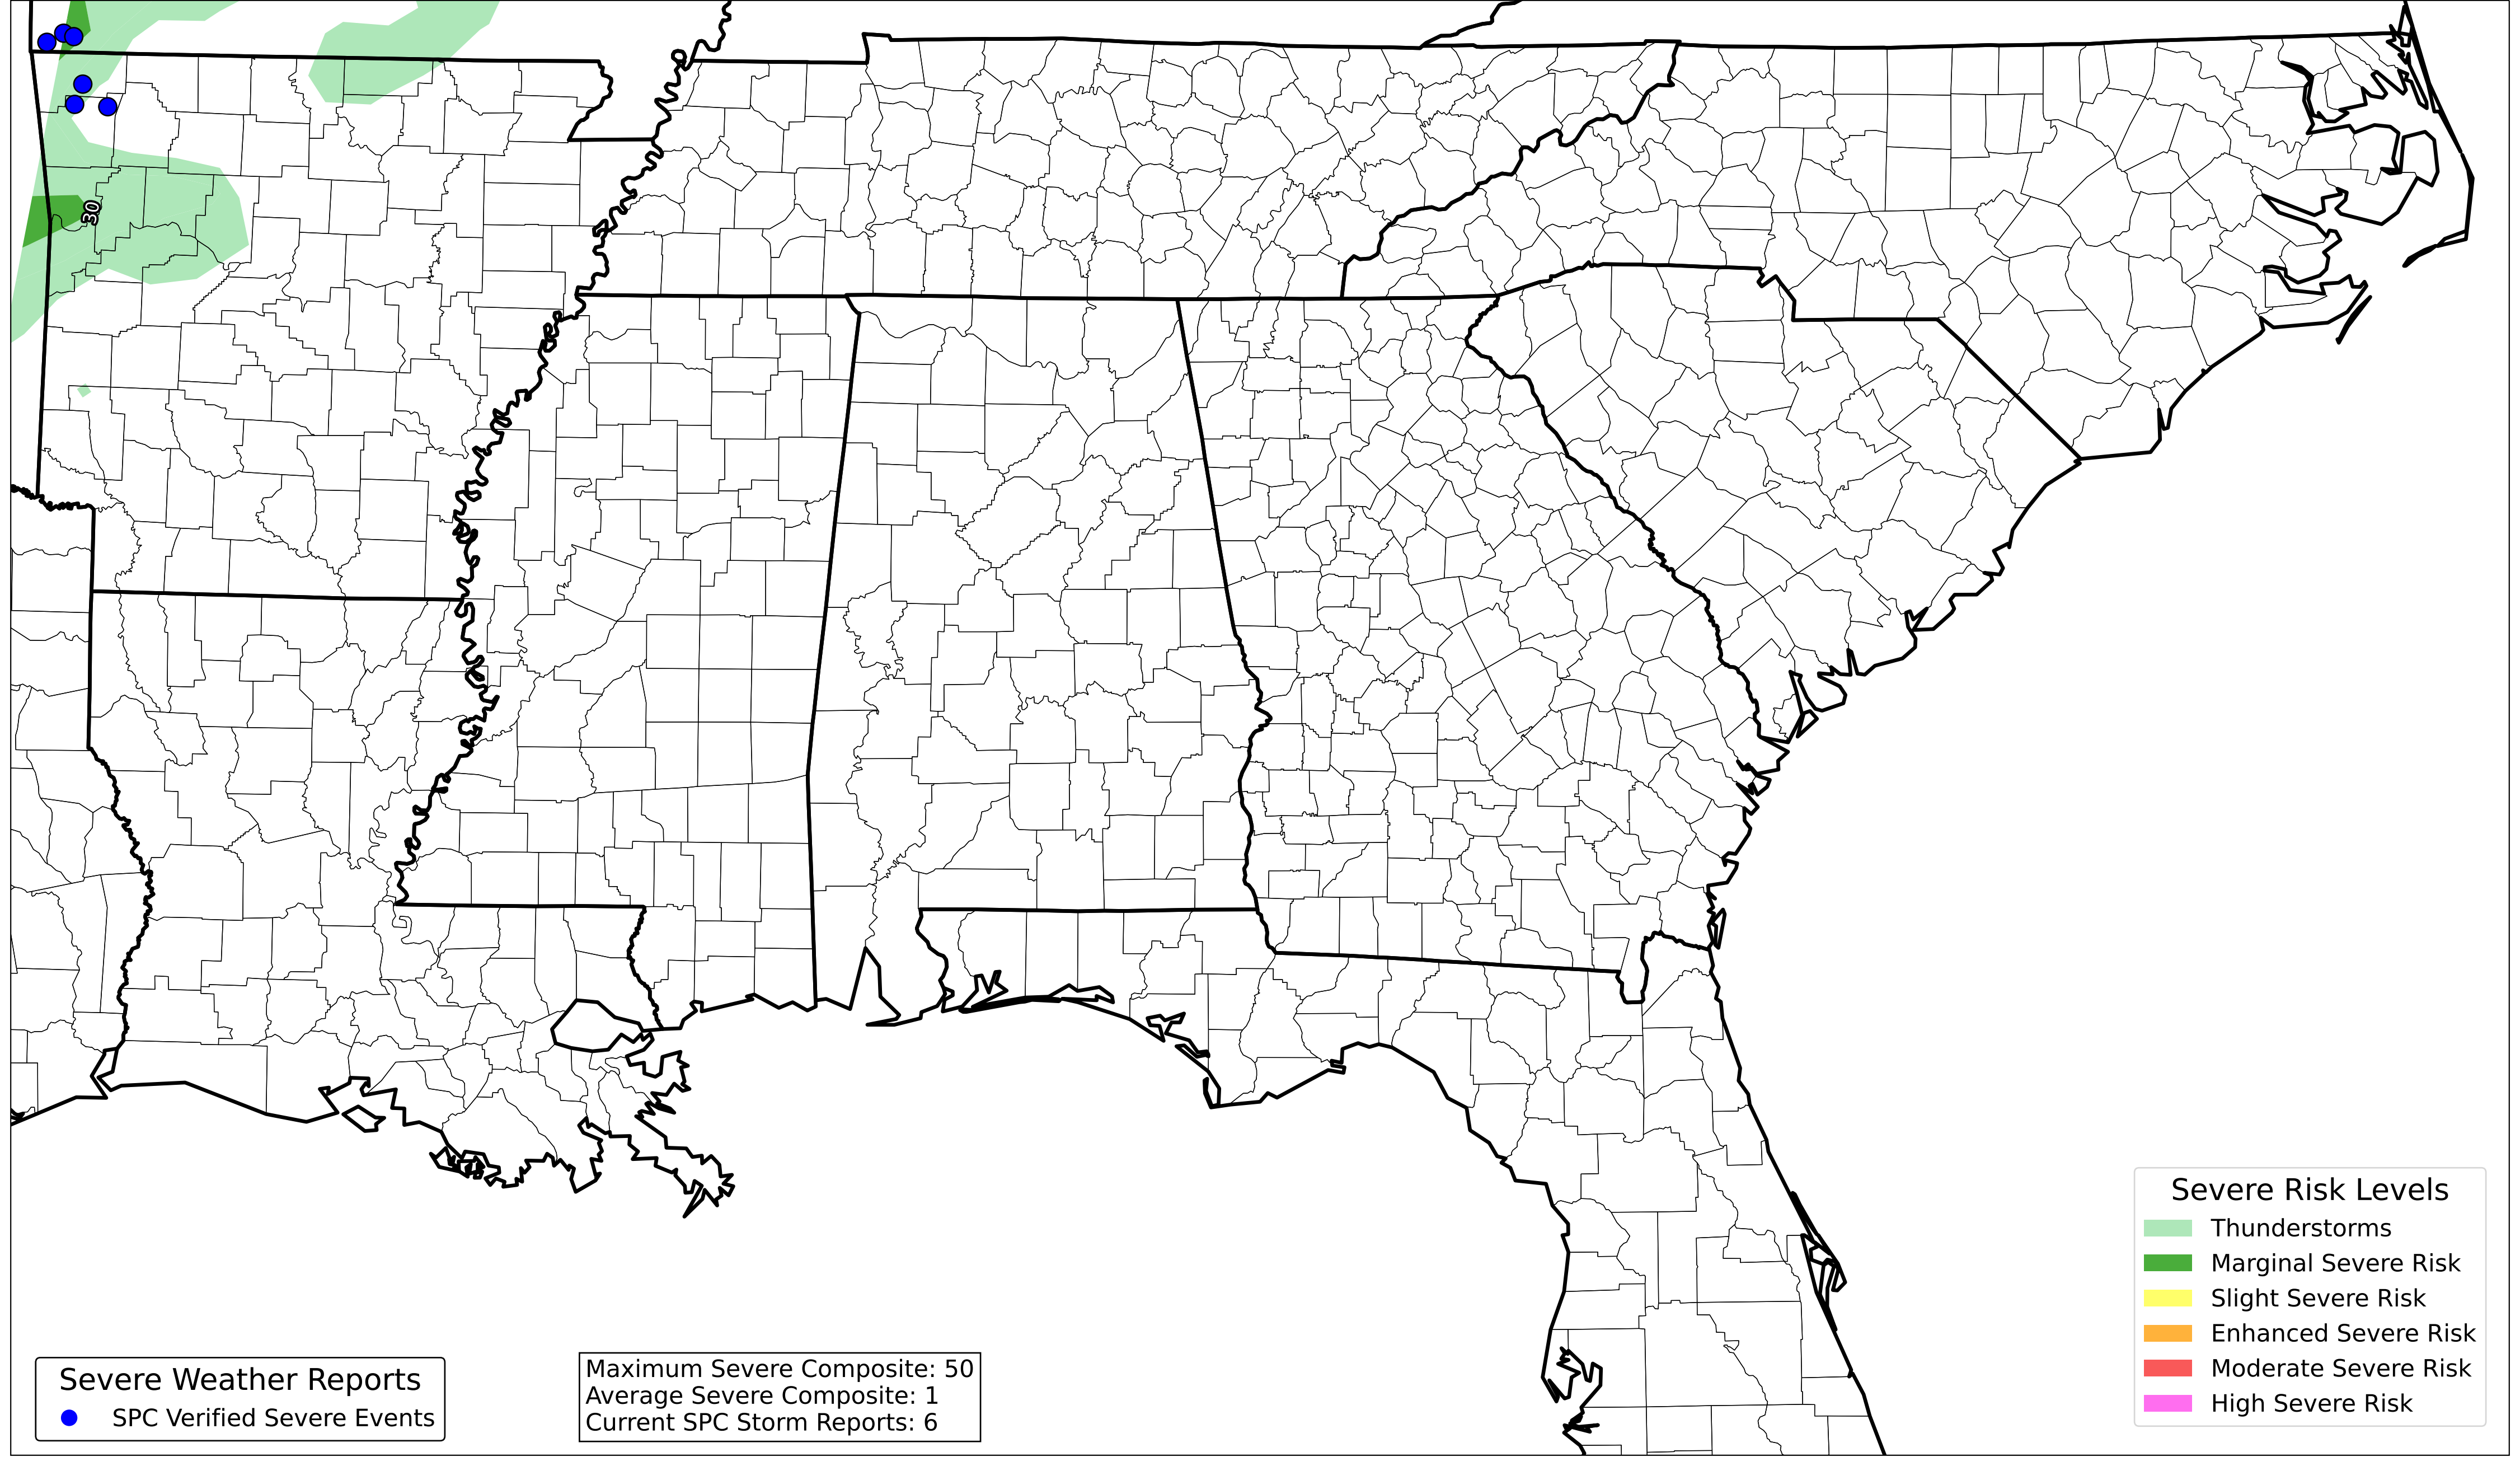 30
Severe Risk Levels
Thunderstorms
Marginal Severe Risk
Slight Severe Risk
Enhanced Severe Risk
Moderate Severe Risk
High Severe Risk
Severe Weather Reports
SPC Verified Severe Events
Maximum Severe Composite: 50
Average Severe Composite: 1
Current SPC Storm Reports: 6